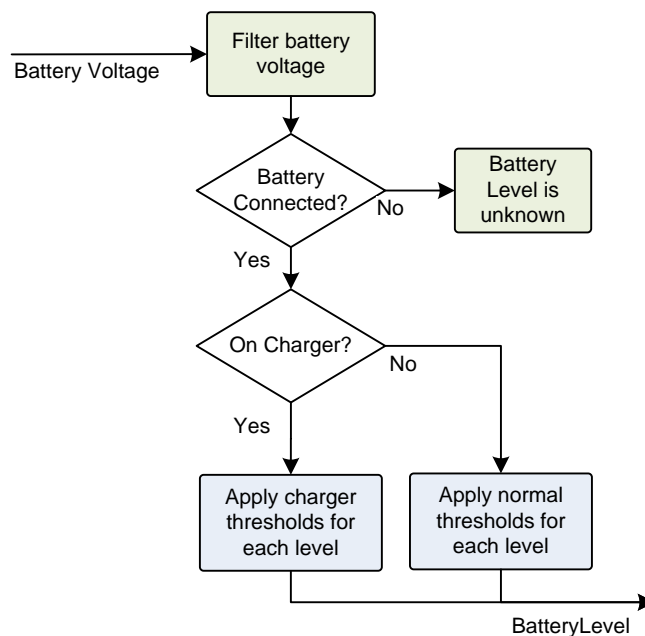 Filter battery
voltage
Battery Voltage
Battery
Connected?
No
Battery
Level is
unknown
Yes
On Charger?
No
Yes
Apply charger
thresholds for
each level
Apply normal
thresholds for
each level
BatteryLevel